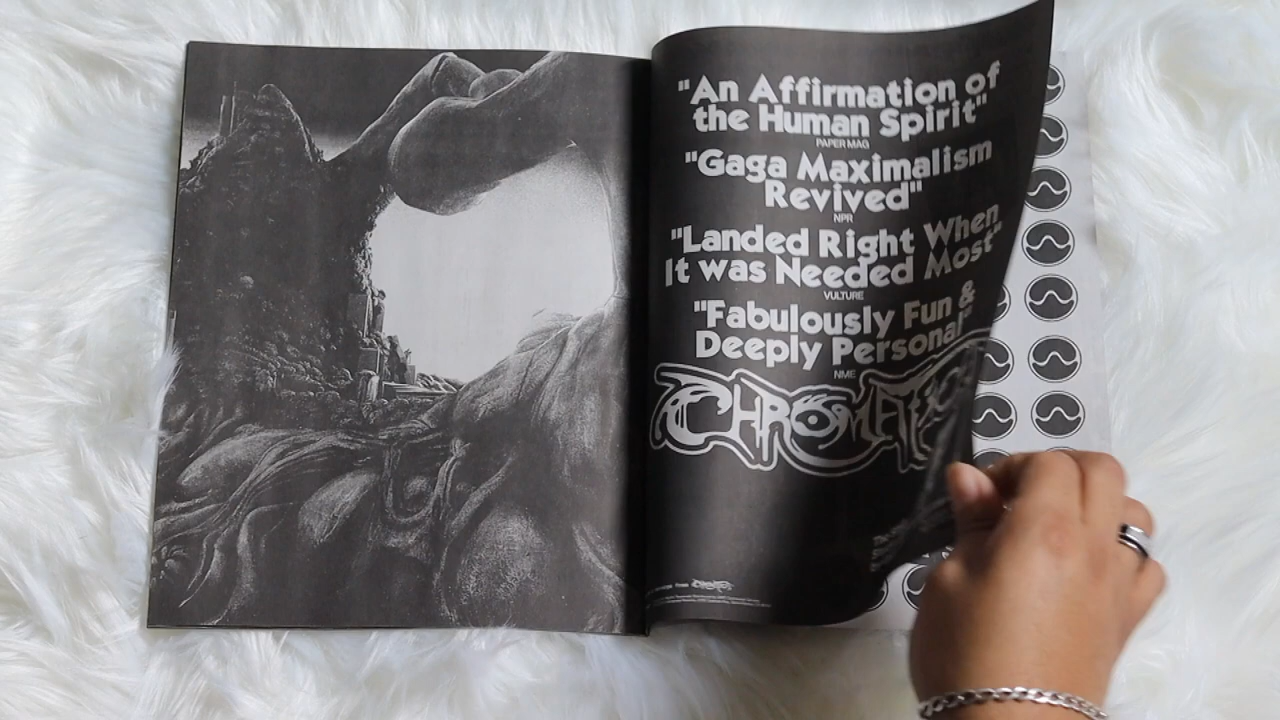 "An Affirmation of
the Human Spirit"
PAPER MAG
"Gaga Maximalism
Revived"
NPR
"Landed Right When
It was Needed Most"
VULTURE
"Fabulously Fun &
Deeply Personal"
NME
CHROMATICA